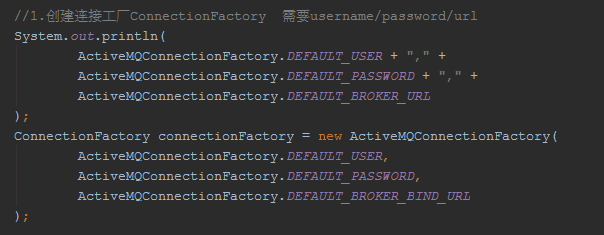 //1.创建连接工厂ConnectionFactory  需要username/password/url
System.out.println(
        ActiveMQConnectionFactory.DEFAULT_USER + "," +
        ActiveMQConnectionFactory.DEFAULT_PASSWORD + "," +
        ActiveMQConnectionFactory.DEFAULT_BROKER_URL
);
ConnectionFactory connectionFactory = new ActiveMQConnectionFactory(
        ActiveMQConnectionFactory.DEFAULT_USER,
        ActiveMQConnectionFactory.DEFAULT_PASSWORD,
        ActiveMQConnectionFactory.DEFAULT_BROKER_BIND_URL
);